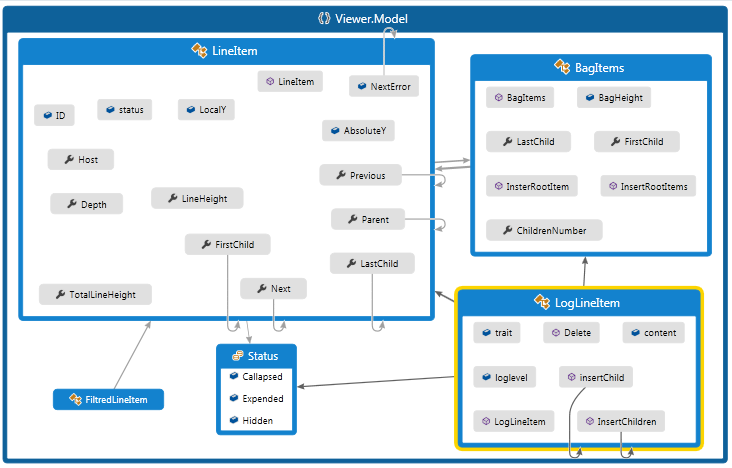 Viewer.Model
LineItem
LineItem
NextError
ID
status
LocalY
AbsoluteY
Host
Previous
Depth
LineHeight
Parent
FirstChild
LastChild
Next
TotalLineHeight
BagItems
BagItems
BagHeight
LastChild
FirstChild
InsterRootItem
InsertRootItems
ChildrenNumber
Status
Callapsed
Expended
Hidden
FiltredLineItem
LogLineItem
trait
Delete
content
loglevel
insertChild
LogLineItem
InsertChildren